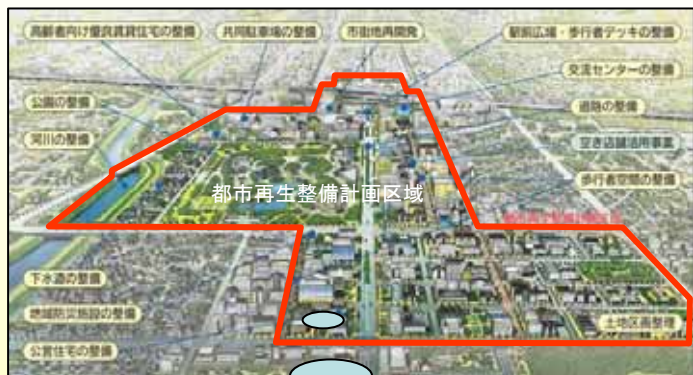 高齢者向け優良賃貸住宅の整備
共同駐車場の整備
市街地再開発
駅前広場・歩行者デッキの整備
交流センターの整備
公園の整備
道路の整備
河川の整備
空き店舗活用事業
都市再生整備計画区域
歩行者空間の整備
下水道の整備
地域防災施設の整備
土地区画整理
公営住宅の整備